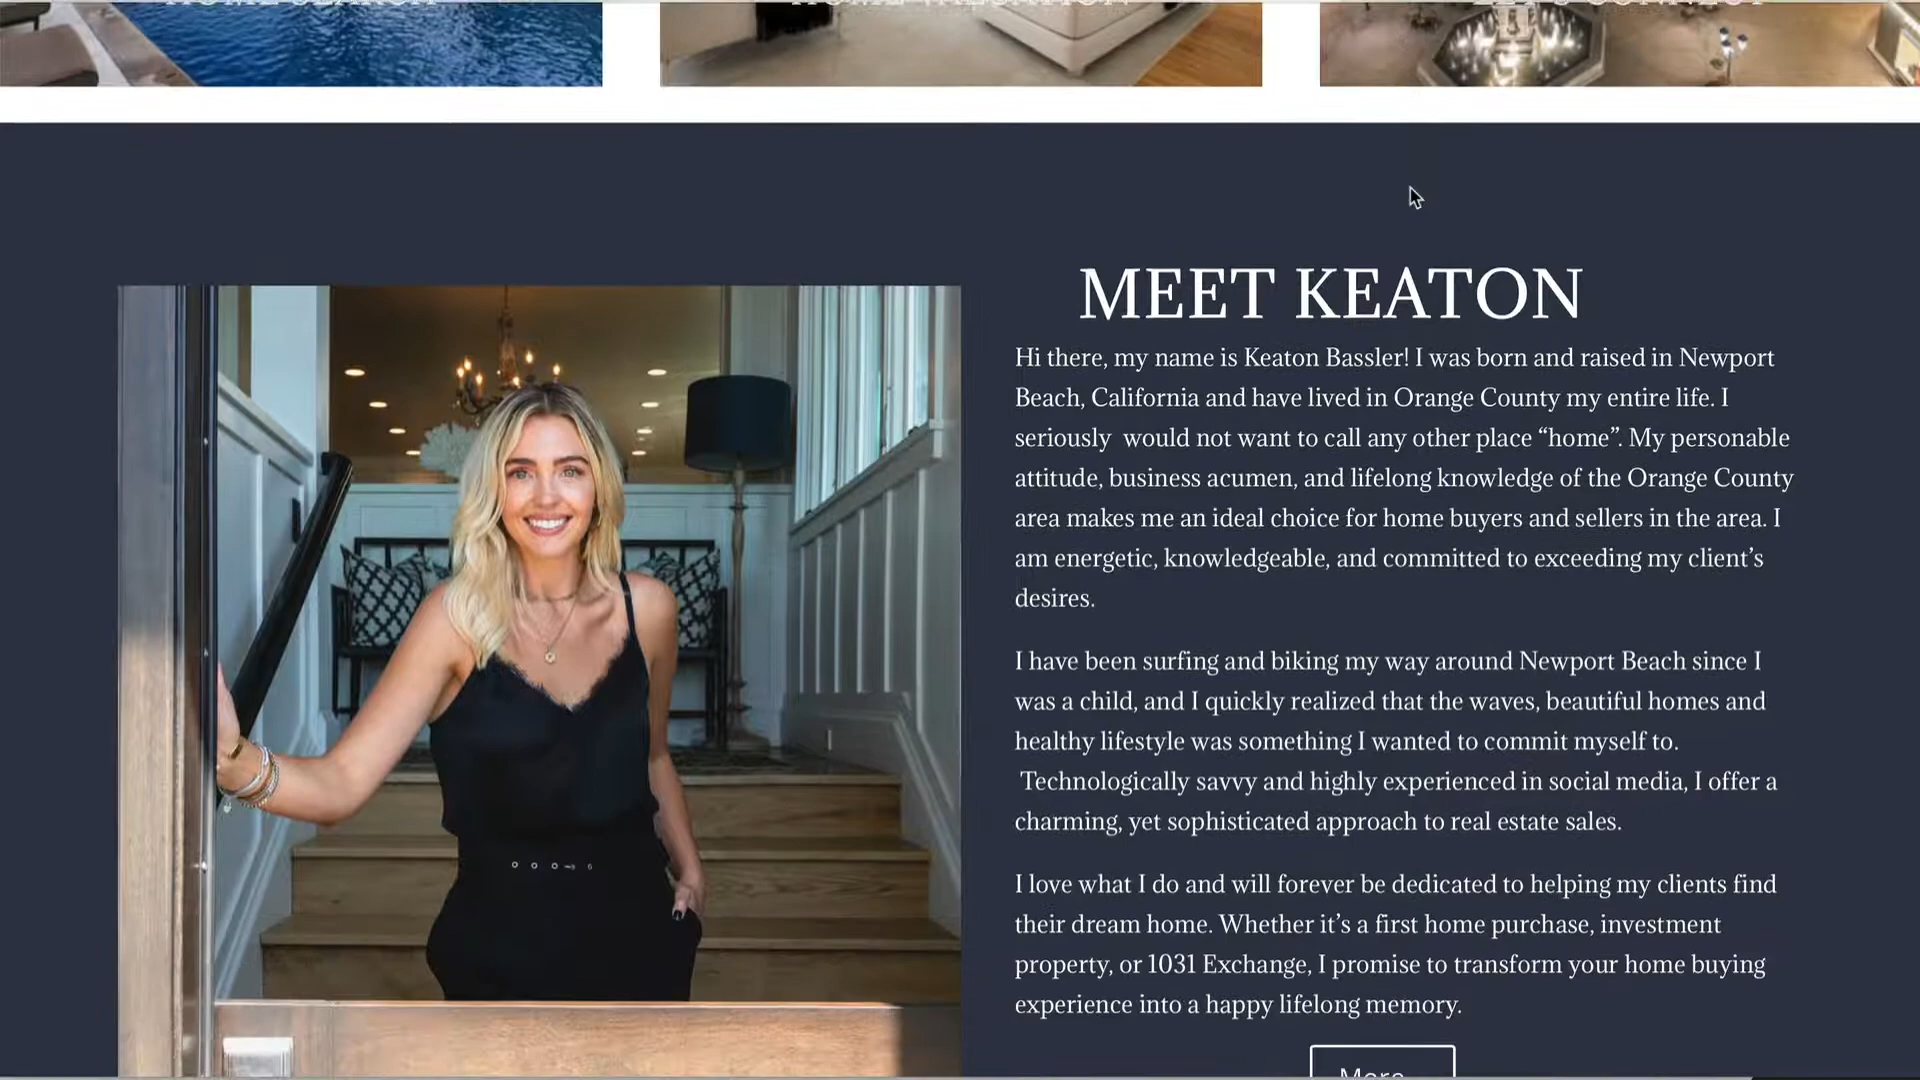 HOME SEARCH
HOME VALUATION
LET'S CONNECT
MEET KEATON
Hi there, my name is Keaton Bassler! I was born and raised in Newport
Beach, California and have lived in Orange County my entire life. I
seriously  would not want to call any other place “home”. My personable
attitude, business acumen, and lifelong knowledge of the Orange County
area makes me an ideal choice for home buyers and sellers in the area. I
am energetic, knowledgeable, and committed to exceeding my client’s
desires.
I have been surfing and biking my way around Newport Beach since I
was a child, and I quickly realized that the waves, beautiful homes and
healthy lifestyle was something I wanted to commit myself to.
Technologically savvy and highly experienced in social media, I offer a
charming, yet sophisticated approach to real estate sales.
I love what I do and will forever be dedicated to helping my clients find
their dream home. Whether it’s a first home purchase, investment
property, or 1031 Exchange, I promise to transform your home buying
experience into a happy lifelong memory.
More